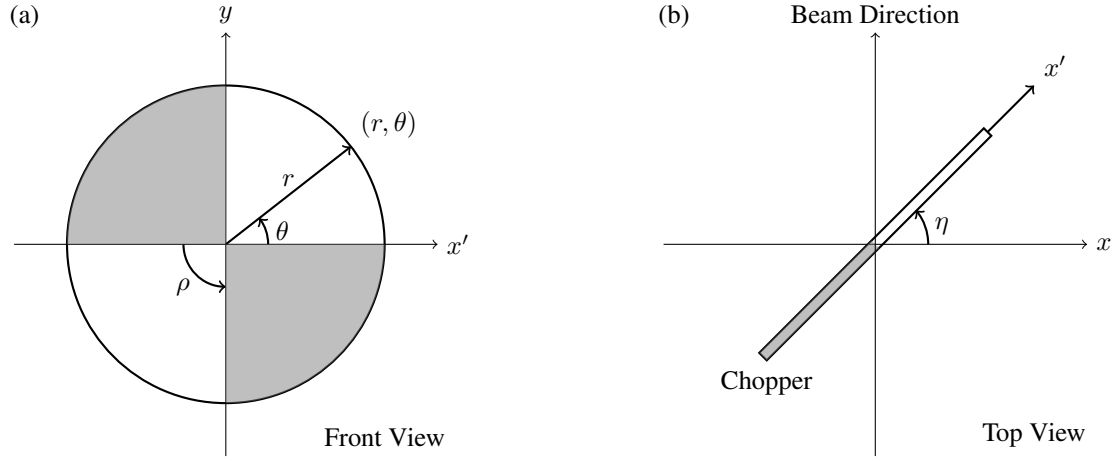 (a)
y
(r, θ)
r
θ
x′
ρ
Front View
(b)
Beam Direction
x′
η
x
Chopper
Top View